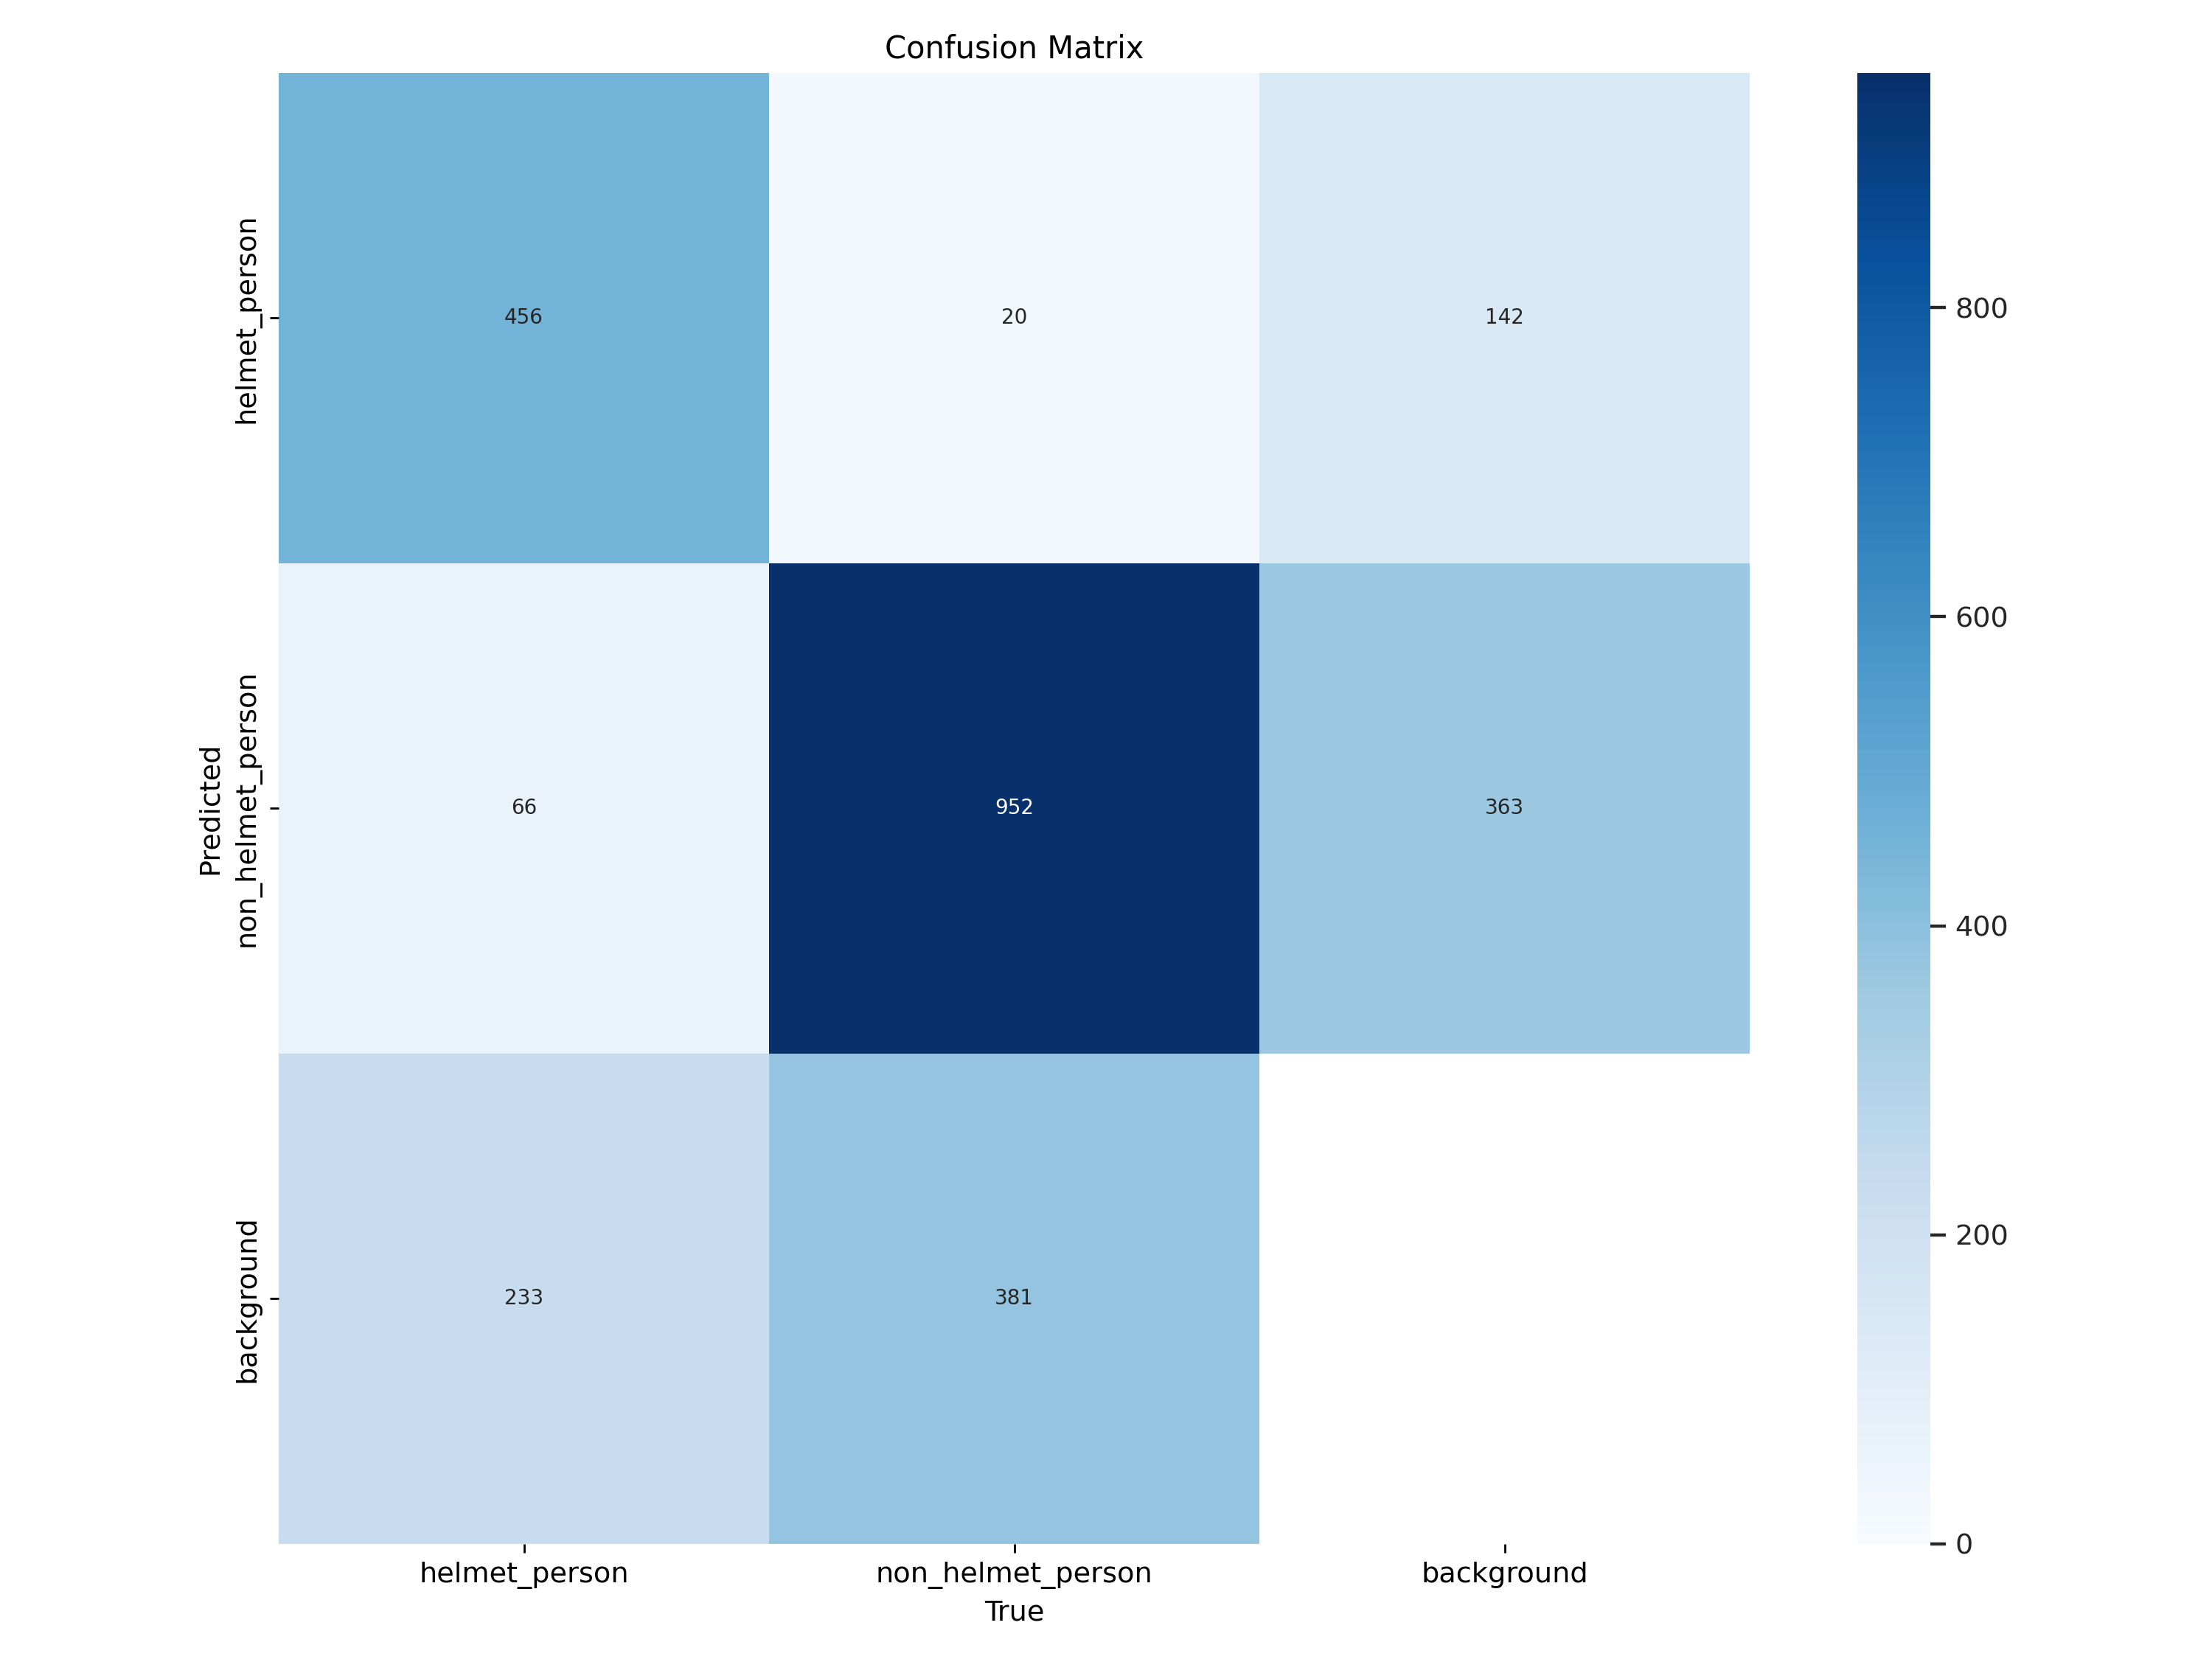 Confusion Matrix
helmet_person
456
20
142
Predicted
non_helmet_person
66
952
363
background
233
381
helmet_person
non_helmet_person
background
True
800
600
400
200
0